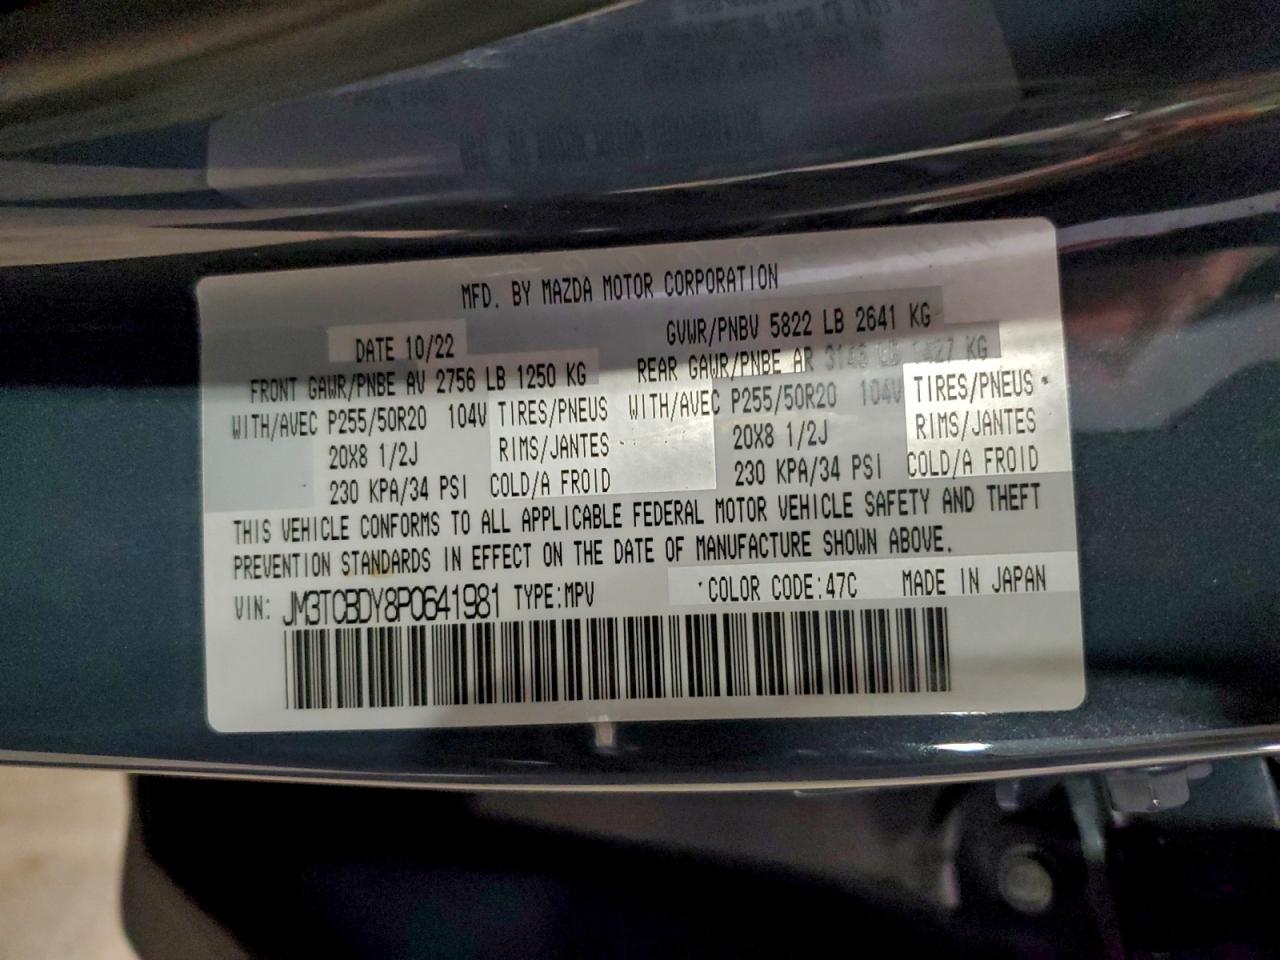 MFD. BY MAZDA MOTOR CORPORATION
DATE 10/22 GVWR/PNBV 5822 LB 2641 KG
FRONT GAWR/PNBE AV 2756 LB 1250 KG REAR GAWR/PNBE AR 3146 LB 1427 KG
WITH/AVEC P255/50R20 104V TIRES/PNEUS WITH/AVEC P255/50R20 104V TIRES/PNEUS
20X8 1/2J RIMS/JANTES 20X8 1/2J RIMS/JANTES
230 KPA/34 PSI COLD/A FROID 230 KPA/34 PSI COLD/A FROID
THIS VEHICLE CONFORMS TO ALL APPLICABLE FEDERAL MOTOR VEHICLE SAFETY AND THEFT
PREVENTION STANDARDS IN EFFECT ON THE DATE OF MANUFACTURE SHOWN ABOVE.
VIN: JM3TCBDY8P0641981 TYPE:MPV COLOR CODE:47C MADE IN JAPAN